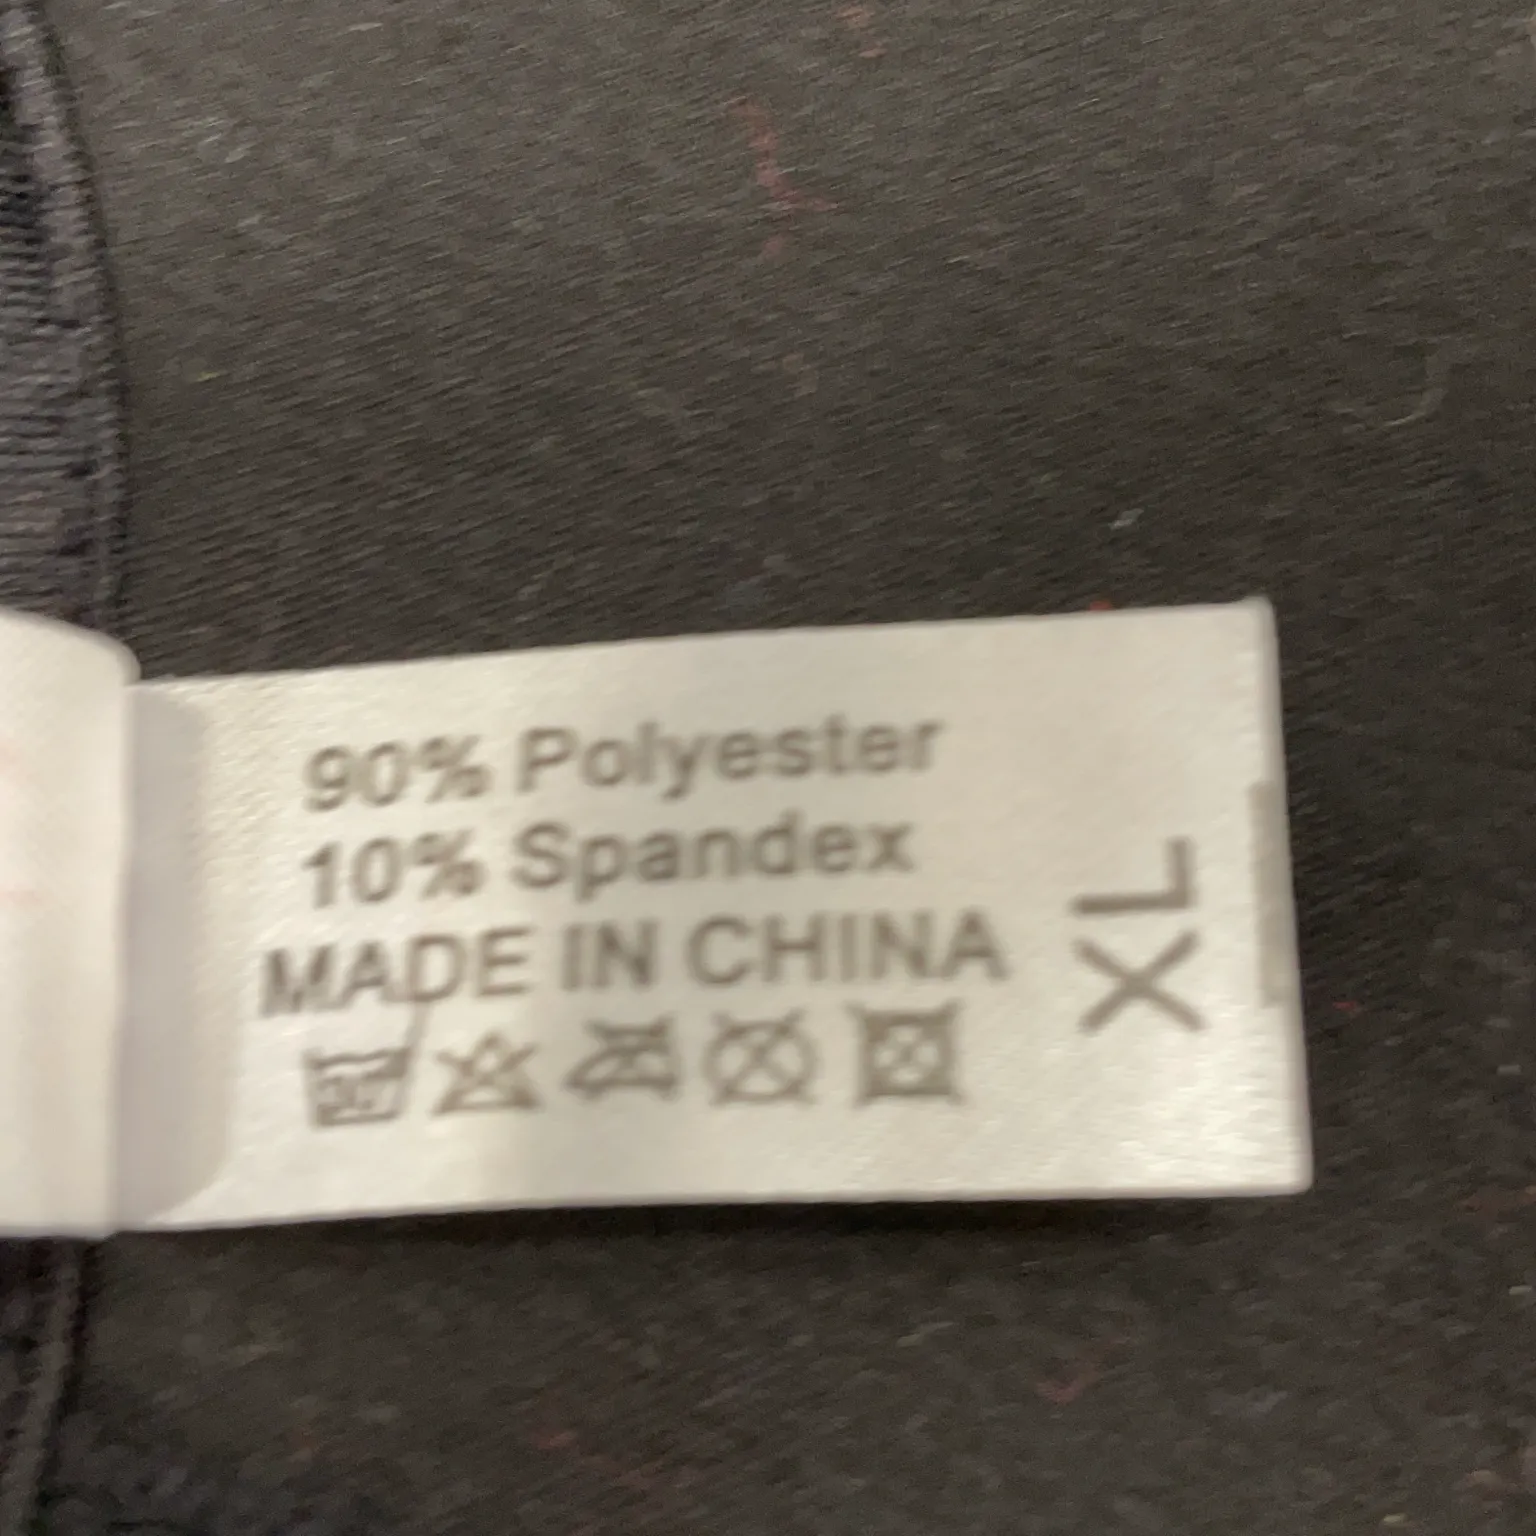 90% Polyester
10% Spandex
MADE IN CHINA
XL